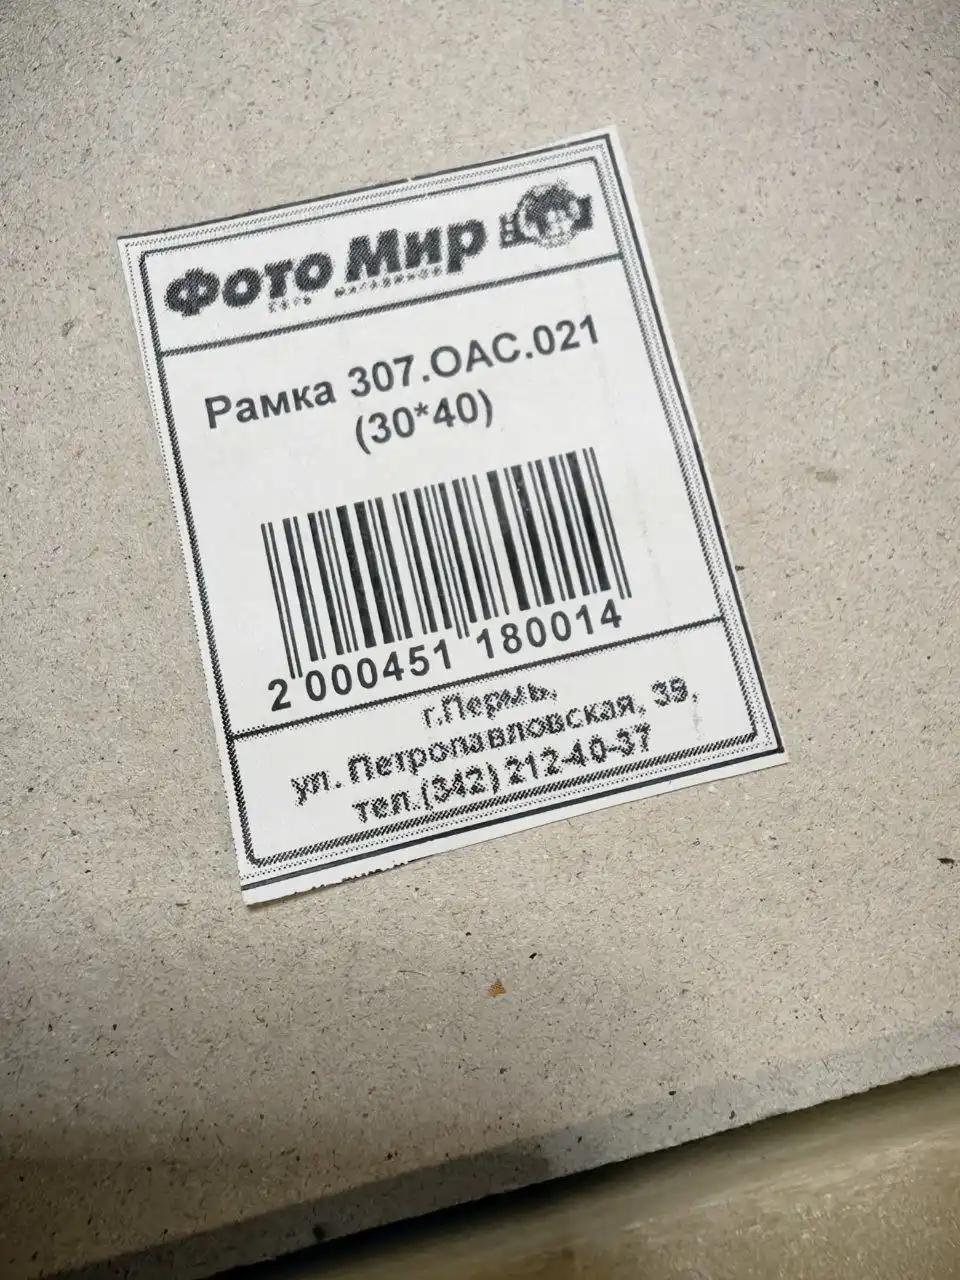 Фото Мир
сеть магазинов
Рамка 307.ОАС.021
(30*40)
2 000451 180014
г.Пермь,
ул. Петропавловская, 39,
тел.(342) 212-40-37